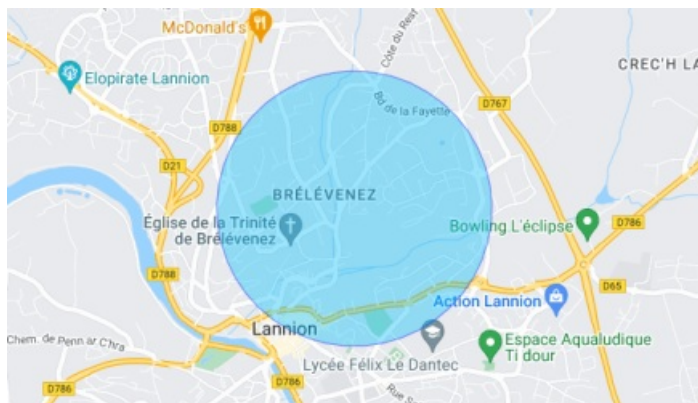 McDonald's
Côte du Rest
Elopirate Lannion
CREC'H LA
Bd de la Fayette
D767
D788
D21
BRÉLÉVENEZ
Église de la Trinité
de Brélévenez
Bowling L'éclipse
D786
D788
D65
Action Lannion
Lannion
Chem. de Penn ar C'hra
Lycée Félix Le Dantec
Espace Aqualudique
Ti dour
D786
D786
Rue S